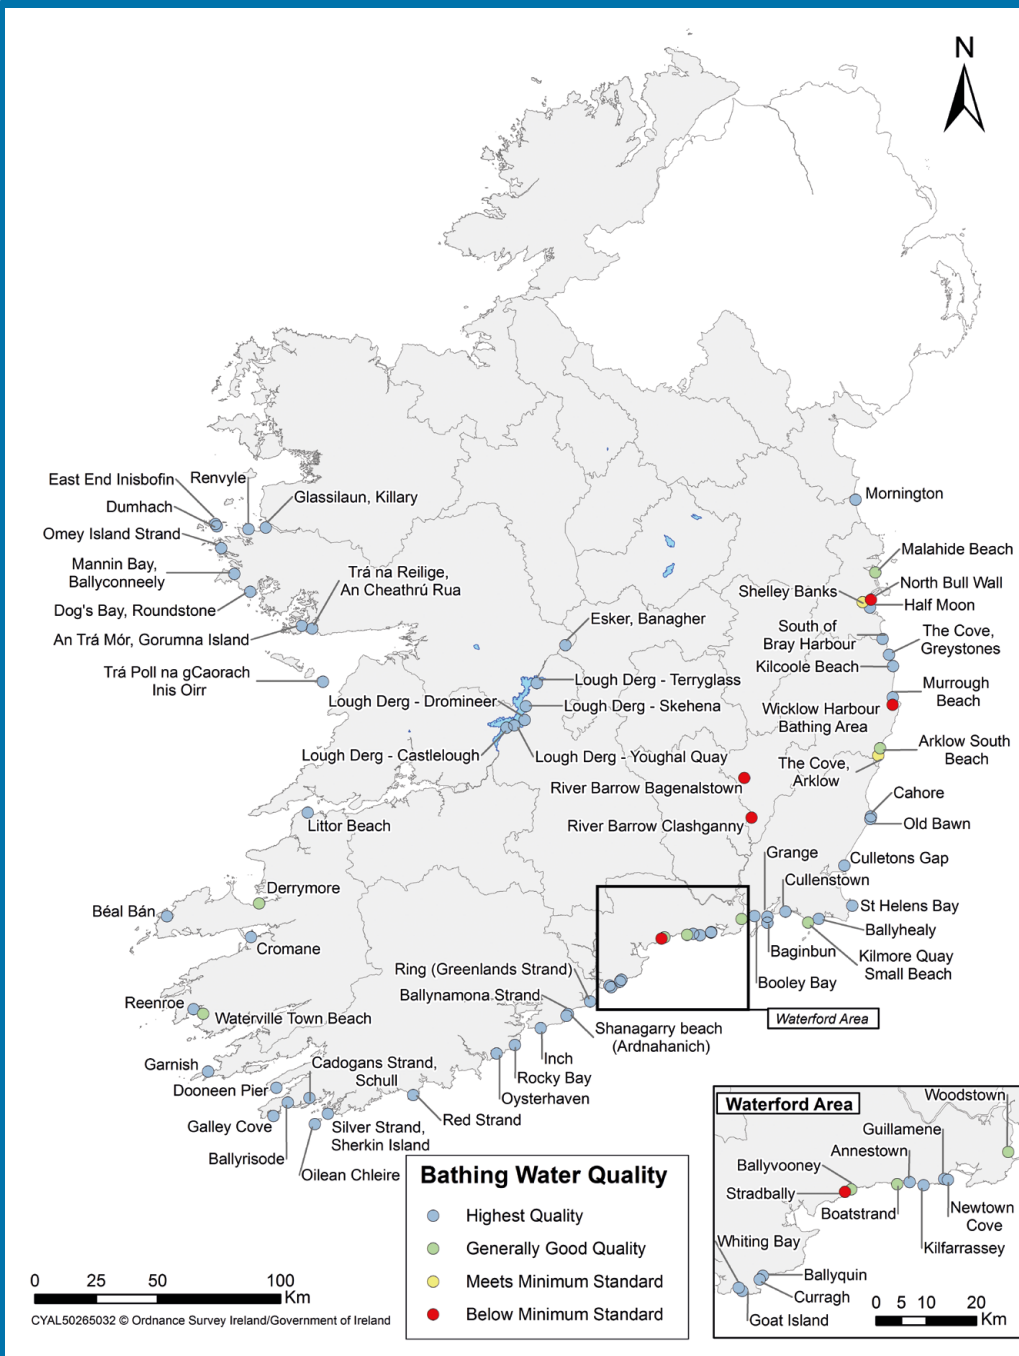 N
East End Inisbofin
Renvyle
Dumhach
Glassilaun, Killary
Omey Island Strand
Mannin Bay,
Ballyconneely
Trá na Reilige,
An Cheathrú Rua
Dog's Bay, Roundstone
An Trá Mór, Gorumna Island
Trá Poll na gCaorach
Inis Oirr
Mornington
Malahide Beach
North Bull Wall
Shelley Banks
Half Moon
South of
Bray Harbour
The Cove,
Greystones
Kilcoole Beach
Murrough
Beach
Wicklow Harbour
Bathing Area
Arklow South
Beach
The Cove,
Arklow
Cahore
Old Bawn
Esker, Banagher
Lough Derg - Terryglass
Lough Derg - Dromineer
Lough Derg - Skehena
Lough Derg - Castlelough
Lough Derg - Youghal Quay
River Barrow Bagenalstown
River Barrow Clashganny
Littor Beach
Grange
Culletons Gap
Cullenstown
St Helens Bay
Ballyhealy
Kilmore Quay
Small Beach
Baginbun
Booley Bay
Derrymore
Béal Bán
Cromane
Ring (Greenlands Strand)
Ballynamona Strand
Reenroe
Waterville Town Beach
Shanagarry beach
(Ardnahanich)
Waterford Area
Inch
Rocky Bay
Oysterhaven
Garnish
Cadogans Strand,
Schull
Dooneen Pier
Red Strand
Galley Cove
Silver Strand,
Sherkin Island
Ballyrisode
Oilean Chleire
Bathing Water Quality
Highest Quality
Generally Good Quality
Meets Minimum Standard
Below Minimum Standard
Waterford Area
Woodstown
Guillamene
Annestown
Ballyvooney
Stradbally
Boatstrand
Newtown
Cove
Kilfarrassey
Whiting Bay
Ballyquin
Curragh
Goat Island
0 5 10 20
Km
0 25 50 100
Km
CYAL50265032 © Ordnance Survey Ireland/Government of Ireland